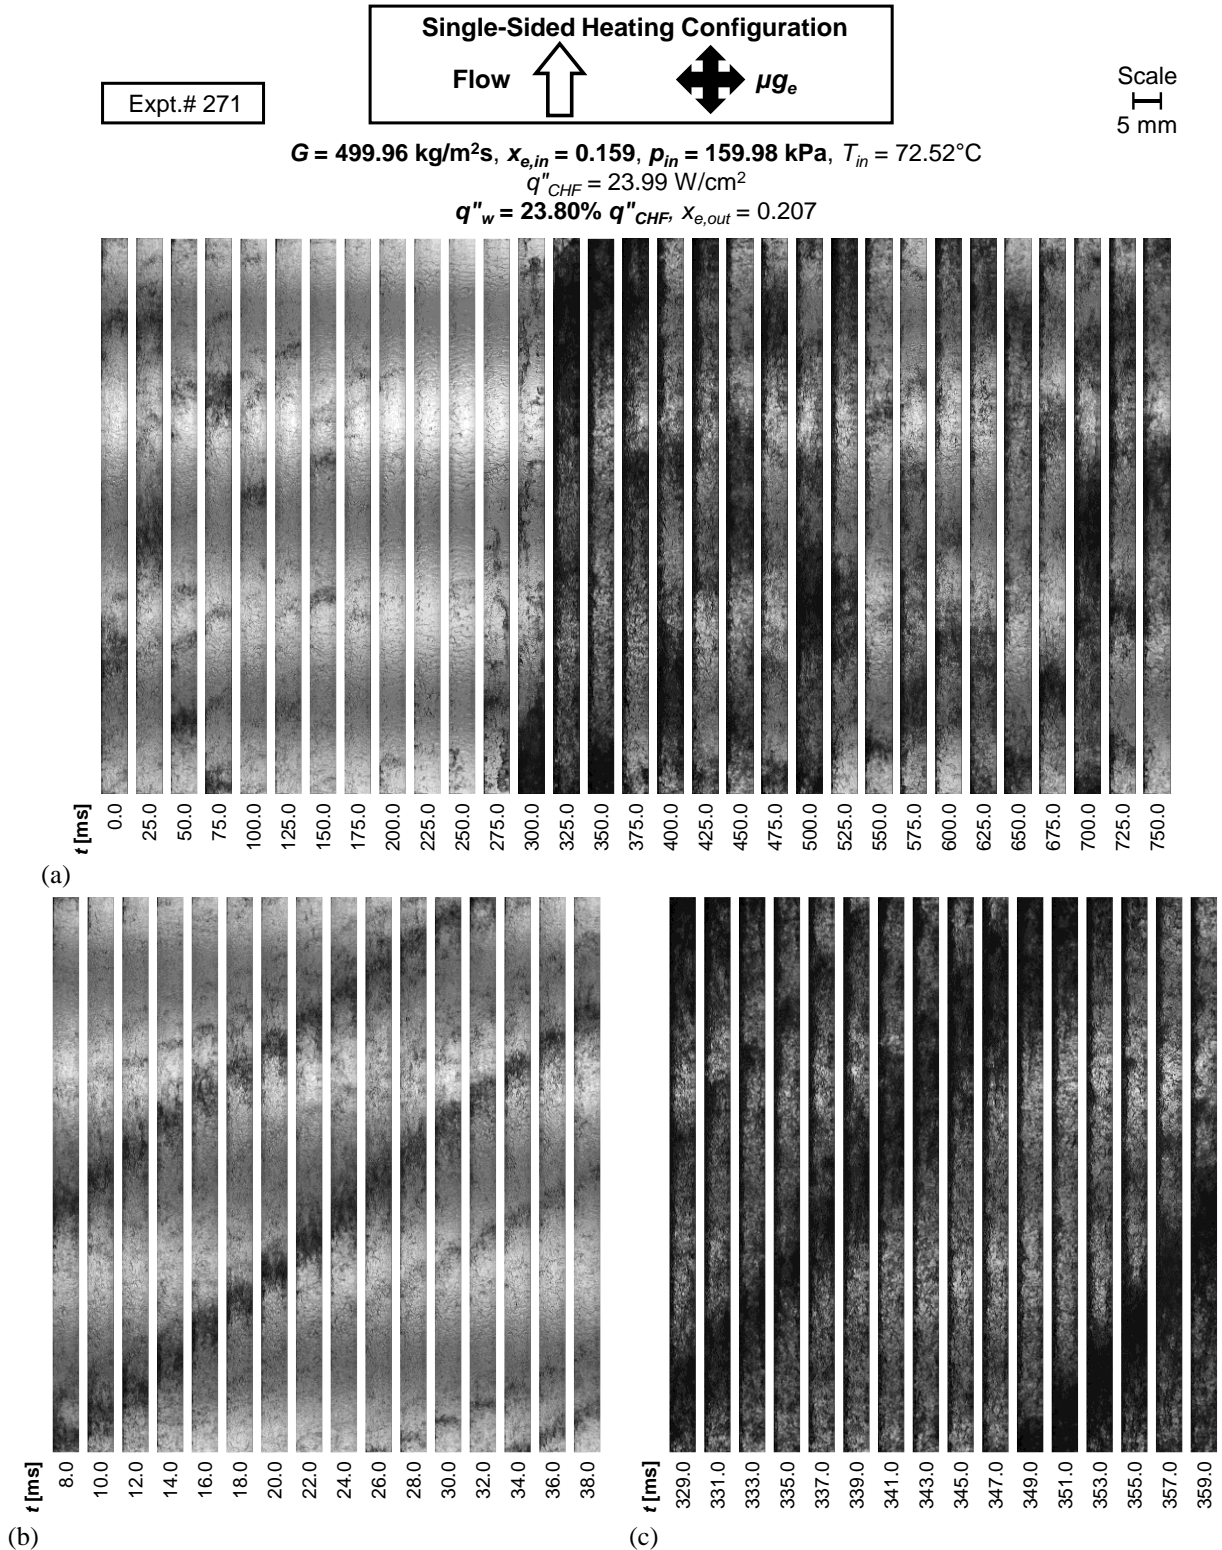 Single-Sided Heating Configuration
Flow
μgₑ
Expt.# 271
Scale
5 mm
G = 499.96 kg/m²s, xe,in = 0.159, pin = 159.98 kPa, Tin = 72.52°C
q"CHF = 23.99 W/cm²
q"w = 23.80% q"CHF, xe,out = 0.207
t [ms] 0.0 25.0 50.0 75.0 100.0 125.0 150.0 175.0 200.0 225.0 250.0 275.0 300.0 325.0 350.0 375.0 400.0 425.0 450.0 475.0 500.0 525.0 550.0 575.0 600.0 625.0 650.0 675.0 700.0 725.0 750.0
(a)
t [ms] 8.0 10.0 12.0 14.0 16.0 18.0 20.0 22.0 24.0 26.0 28.0 30.0 32.0 34.0 36.0 38.0
(b)
t [ms] 329.0 331.0 333.0 335.0 337.0 339.0 341.0 343.0 345.0 347.0 349.0 351.0 353.0 355.0 357.0 359.0
(c)